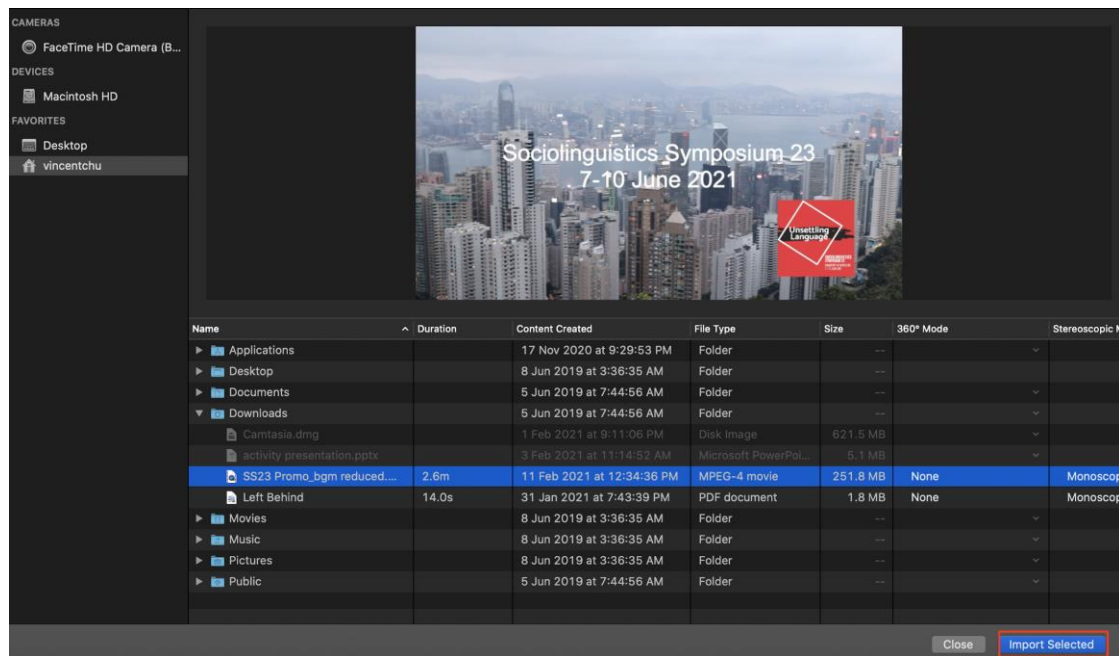 CAMERAS
FaceTime HD Camera (B...
DEVICES
Macintosh HD
FAVORITES
Desktop
vincentchu
Sociolinguistics Symposium 23
7-10 June 2021
Unsettling
Language
Name Duration Content Created File Type Size 360° Mode Stereoscopic M
Applications 17 Nov 2020 at 9:29:53 PM Folder --
Desktop 8 Jun 2019 at 3:36:35 AM Folder --
Documents 5 Jun 2019 at 7:44:56 AM Folder --
Downloads 5 Jun 2019 at 7:44:56 AM Folder --
Camtasia.dmg 1 Feb 2021 at 9:11:06 PM Disk Image 621.5 MB
activity presentation.pptx 3 Feb 2021 at 11:14:52 AM Microsoft PowerPoi... 5.1 MB
SS23 Promo_bgm reduced.... 2.6m 11 Feb 2021 at 12:34:36 PM MPEG-4 movie 251.8 MB None Monoscop
Left Behind 14.0s 31 Jan 2021 at 7:43:39 PM PDF document 1.8 MB None Monoscop
Movies 8 Jun 2019 at 3:36:35 AM Folder --
Music 8 Jun 2019 at 3:36:35 AM Folder --
Pictures 8 Jun 2019 at 3:36:35 AM Folder --
Public 5 Jun 2019 at 7:44:56 AM Folder --
Close Import Selected